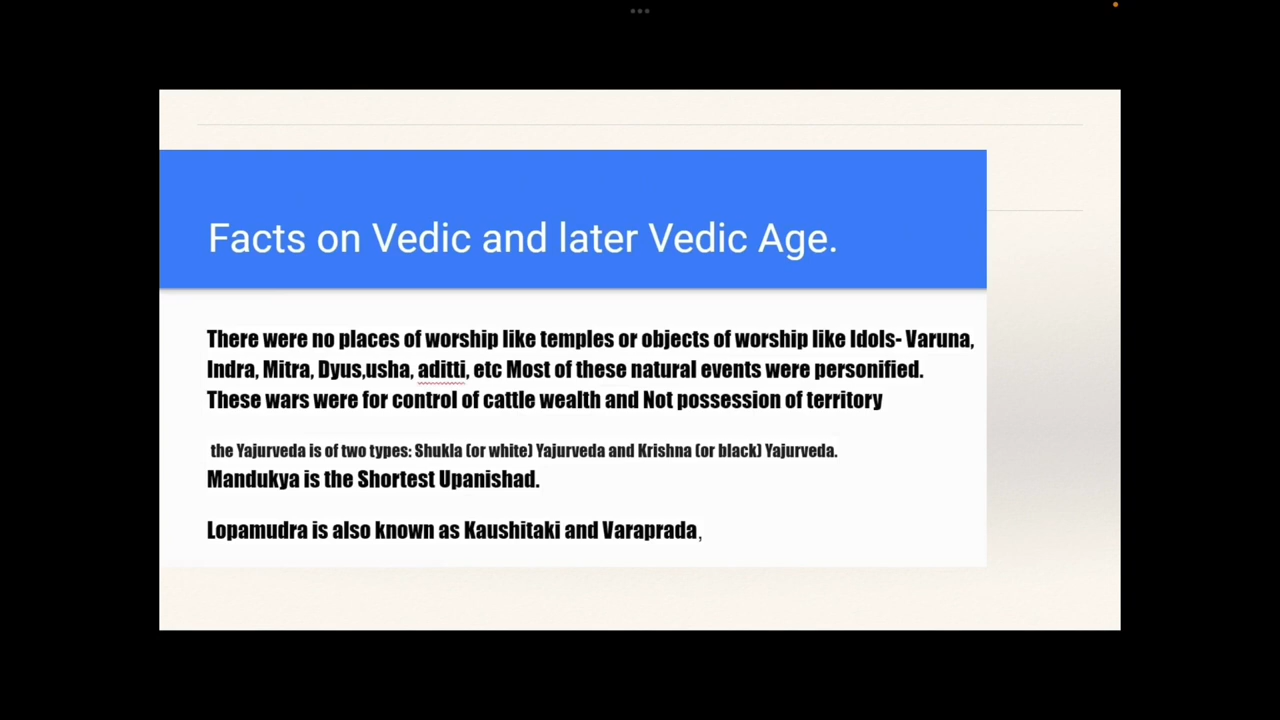 Facts on Vedic and later Vedic Age.
There were no places of worship like temples or objects of worship like Idols- Varuna,
Indra, Mitra, Dyus,usha, aditti, etc Most of these natural events were personified.
These wars were for control of cattle wealth and Not possession of territory
the Yajurveda is of two types: Shukla (or white) Yajurveda and Krishna (or black) Yajurveda.
Mandukya is the Shortest Upanishad.
Lopamudra is also known as Kaushitaki and Varaprada,